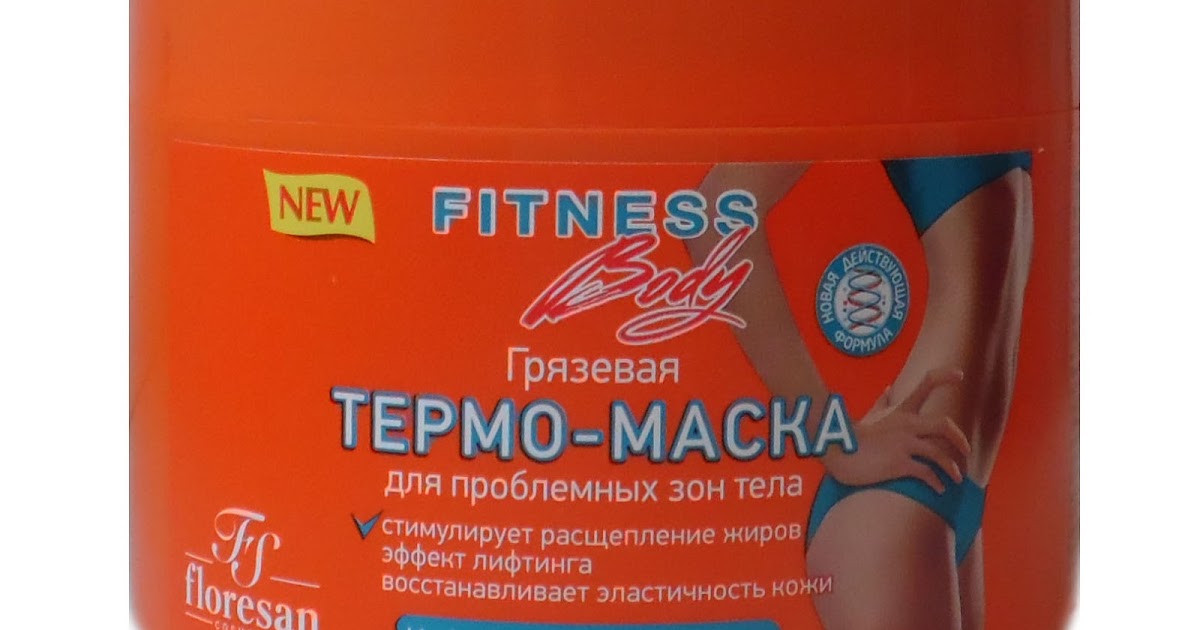 NEW
FITNESS
Body
НОВАЯ ДЕЙСТВУЮЩАЯ ФОРМУЛА
Грязевая
ТЕРМО-МАСКА
для проблемных зон тела
стимулирует расщепление жиров
эффект лифтинга
восстанавливает эластичность кожи
Fs
floresan